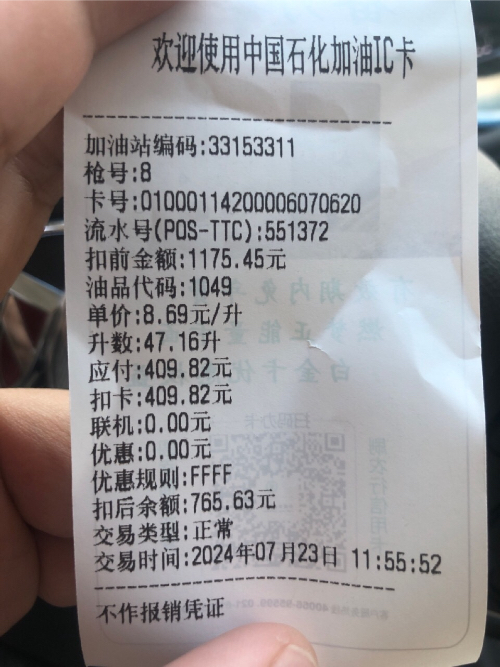 欢迎使用中国石化加油IC卡
加油站编码:33153311
枪号:8
卡号:01000114200006070620
流水号(POS-TTC):551372
扣前金额:1175.45元
油品代码:1049
单价:8.69元/升
升数:47.16升
应付:409.82元
扣卡:409.82元
联机:0.00元
优惠:0.00元
优惠规则:FFFF
扣后余额:765.63元
交易类型:正常
交易时间:2024年07月23日 11:55:52
不作报销凭证